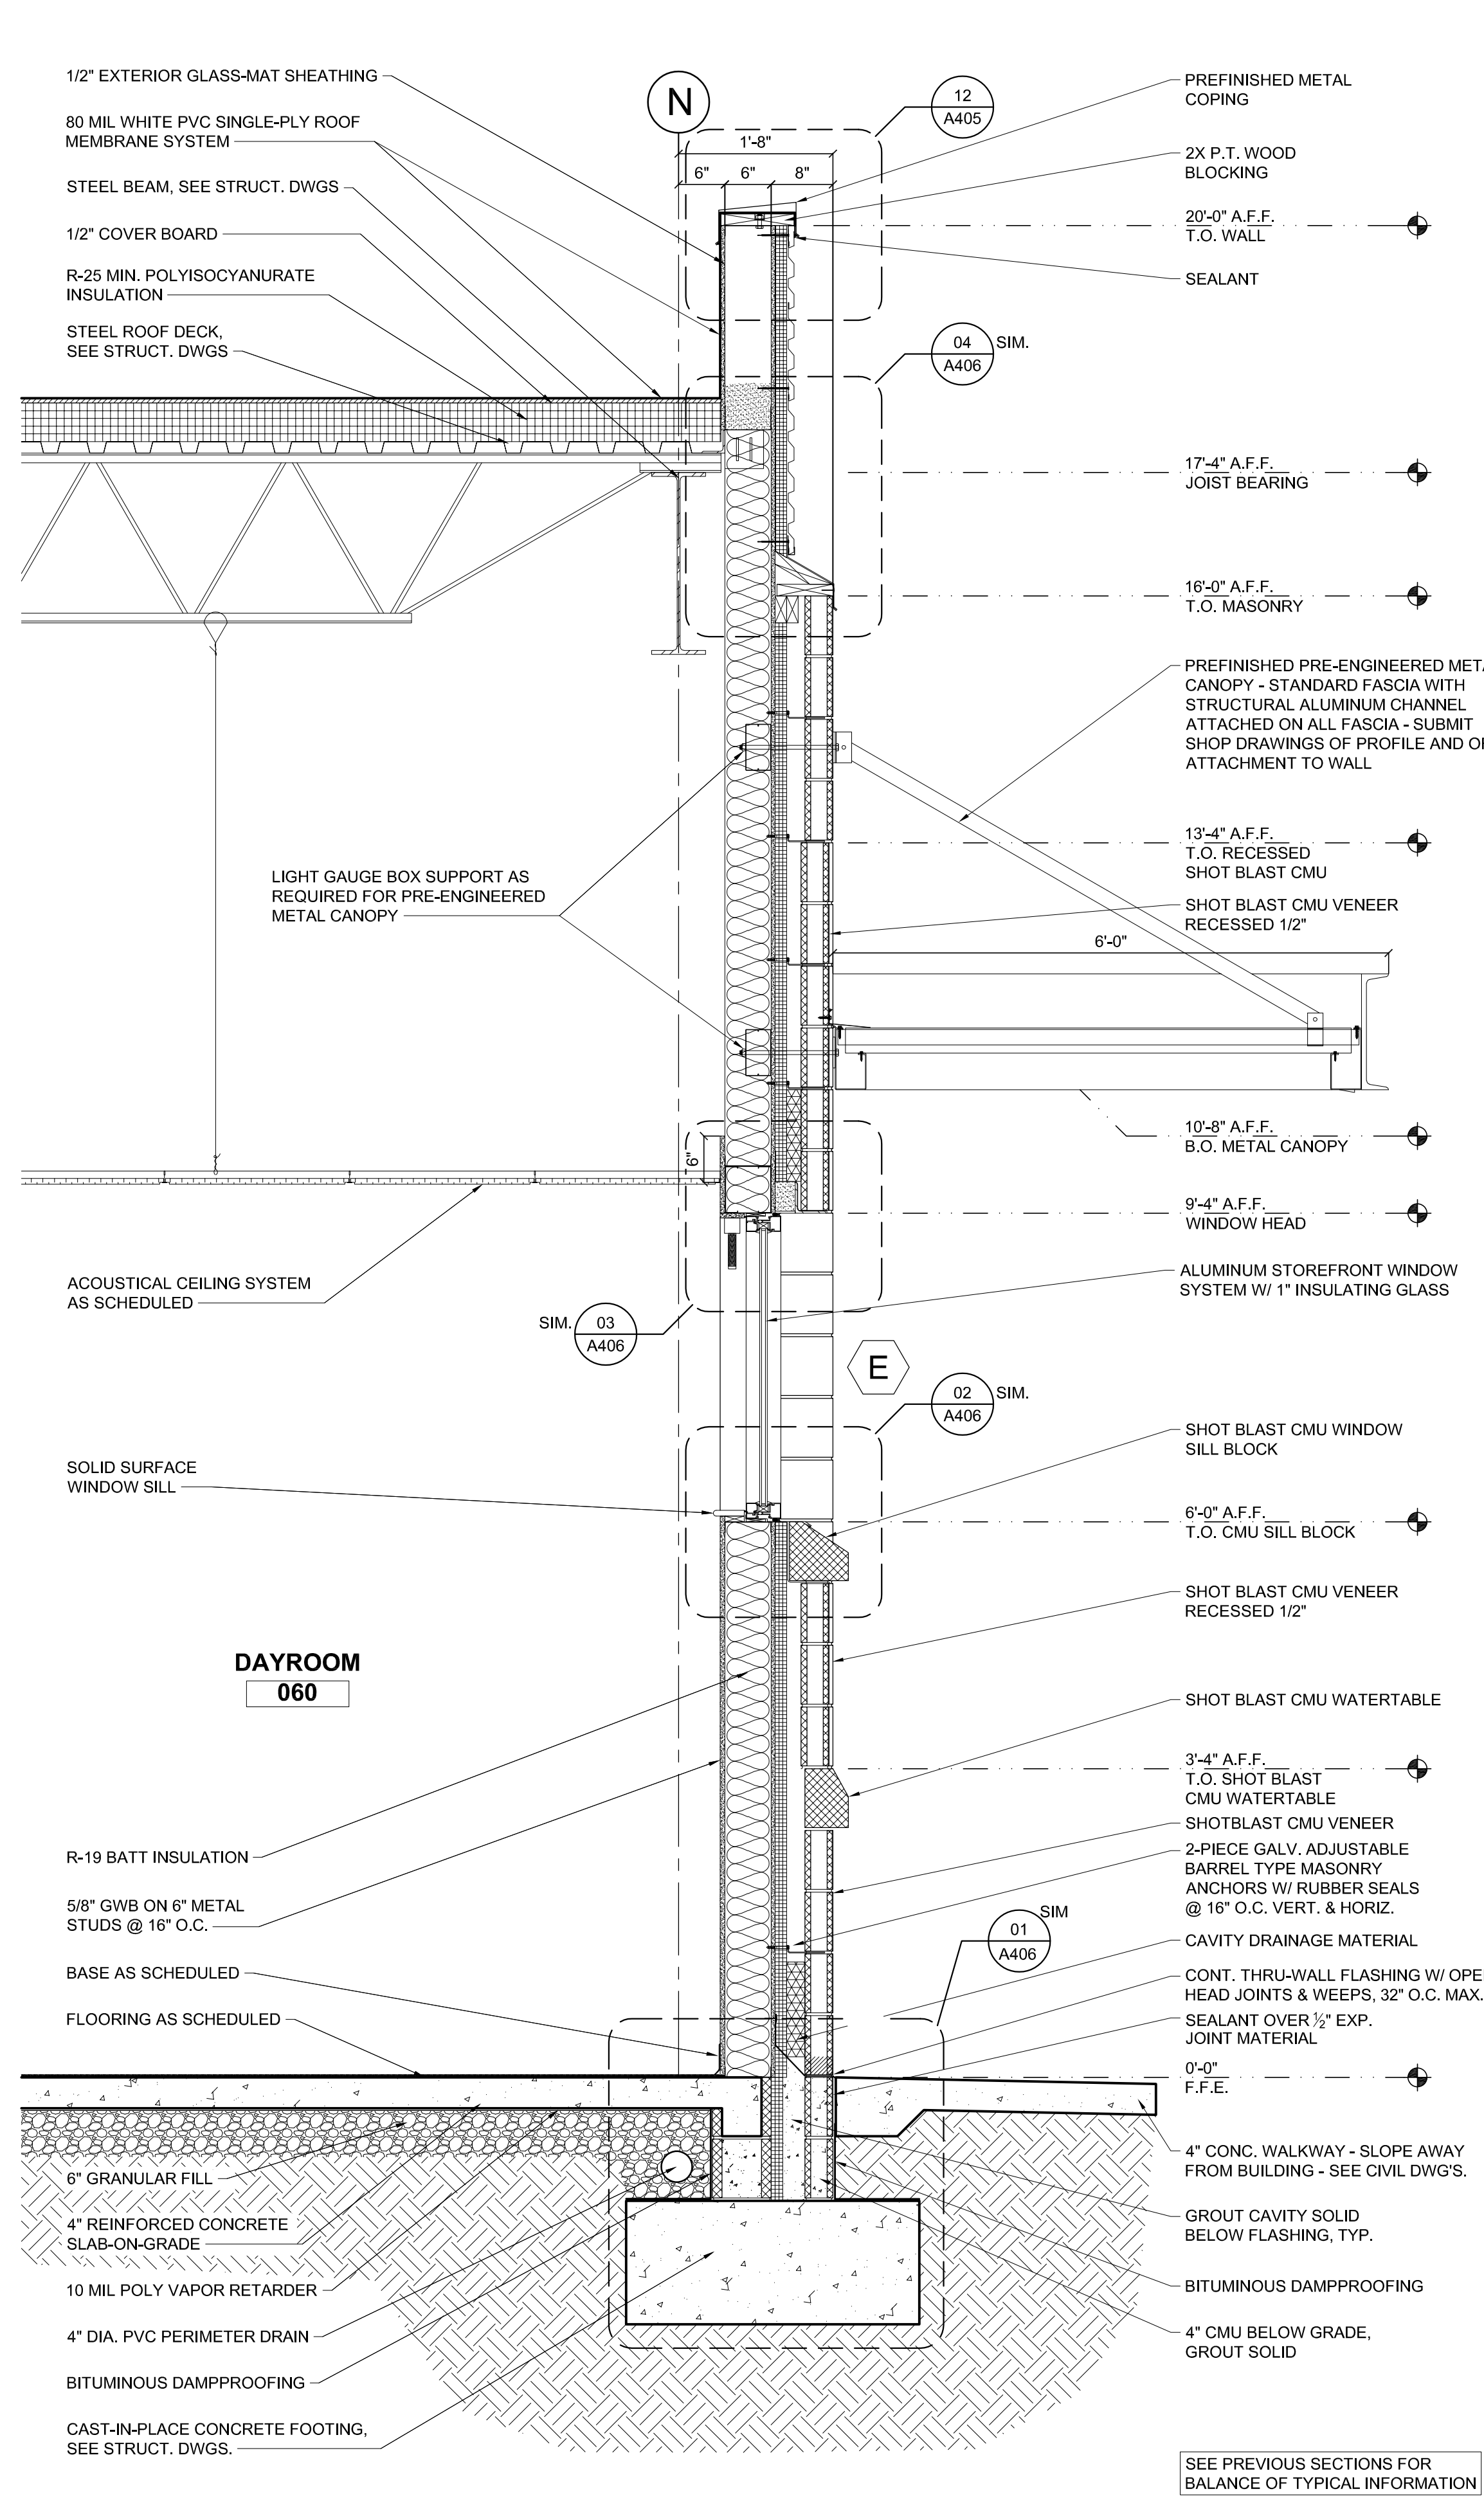 1/2" EXTERIOR GLASS-MAT SHEATHING
80 MIL WHITE PVC SINGLE-PLY ROOF
MEMBRANE SYSTEM
STEEL BEAM, SEE STRUCT. DWGS
1/2" COVER BOARD
R-25 MIN. POLYISOCYANURATE
INSULATION
STEEL ROOF DECK,
SEE STRUCT. DWGS
N
1'-8"
6"
6"
8"
12
A405
04
A406
SIM.
PREFINISHED METAL
COPING
2X P.T. WOOD
BLOCKING
20'-0" A.F.F.
T.O. WALL
SEALANT
17'-4" A.F.F.
JOIST BEARING
16'-0" A.F.F.
T.O. MASONRY
PREFINISHED PRE-ENGINEERED META
CANOPY - STANDARD FASCIA WITH
STRUCTURAL ALUMINUM CHANNEL
ATTACHED ON ALL FASCIA - SUBMIT
SHOP DRAWINGS OF PROFILE AND OF
ATTACHMENT TO WALL
13'-4" A.F.F.
T.O. RECESSED
SHOT BLAST CMU
LIGHT GAUGE BOX SUPPORT AS
REQUIRED FOR PRE-ENGINEERED
METAL CANOPY
SHOT BLAST CMU VENEER
RECESSED 1/2"
6'-0"
10'-8" A.F.F.
B.O. METAL CANOPY
6"
9'-4" A.F.F.
WINDOW HEAD
ACOUSTICAL CEILING SYSTEM
AS SCHEDULED
ALUMINUM STOREFRONT WINDOW
SYSTEM W/ 1" INSULATING GLASS
SIM.
03
A406
E
02
A406
SIM.
SHOT BLAST CMU WINDOW
SILL BLOCK
SOLID SURFACE
WINDOW SILL
6'-0" A.F.F.
T.O. CMU SILL BLOCK
SHOT BLAST CMU VENEER
RECESSED 1/2"
DAYROOM
060
SHOT BLAST CMU WATERTABLE
3'-4" A.F.F.
T.O. SHOT BLAST
CMU WATERTABLE
SHOTBLAST CMU VENEER
2-PIECE GALV. ADJUSTABLE
BARREL TYPE MASONRY
ANCHORS W/ RUBBER SEALS
@ 16" O.C. VERT. & HORIZ.
R-19 BATT INSULATION
5/8" GWB ON 6" METAL
STUDS @ 16" O.C.
BASE AS SCHEDULED
FLOORING AS SCHEDULED
SIM
01
A406
CAVITY DRAINAGE MATERIAL
CONT. THRU-WALL FLASHING W/ OPE
HEAD JOINTS & WEEPS, 32" O.C. MAX.
SEALANT OVER ½" EXP.
JOINT MATERIAL
0'-0"
F.F.E.
6" GRANULAR FILL
4" REINFORCED CONCRETE
SLAB-ON-GRADE
10 MIL POLY VAPOR RETARDER
4" DIA. PVC PERIMETER DRAIN
BITUMINOUS DAMPPROOFING
CAST-IN-PLACE CONCRETE FOOTING,
SEE STRUCT. DWGS.
4" CONC. WALKWAY - SLOPE AWAY
FROM BUILDING - SEE CIVIL DWG'S.
GROUT CAVITY SOLID
BELOW FLASHING, TYP.
BITUMINOUS DAMPPROOFING
4" CMU BELOW GRADE,
GROUT SOLID
SEE PREVIOUS SECTIONS FOR
BALANCE OF TYPICAL INFORMATION